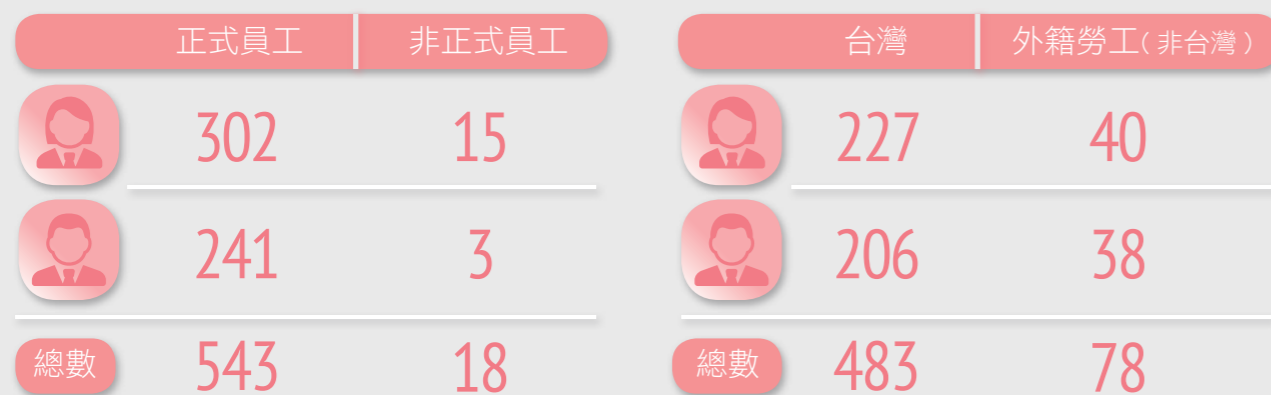 正式員工 非正式員工
302 15
241 3
總數 543 18
台灣 外籍勞工(非台灣)
227 40
206 38
總數 483 78